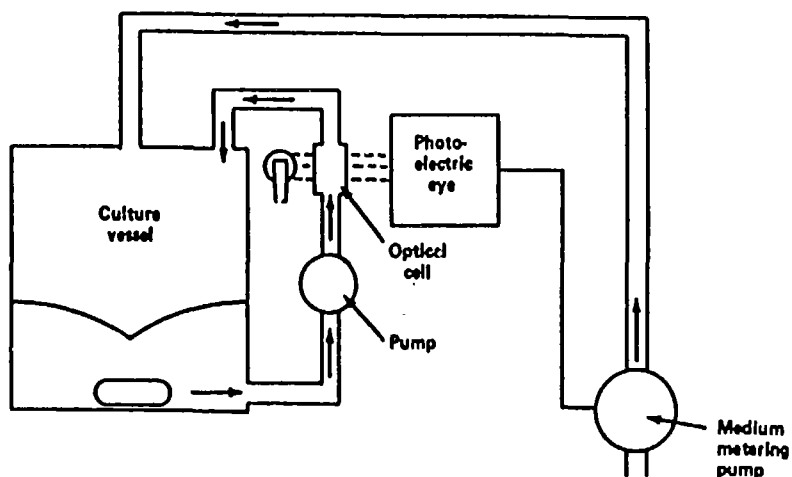 Photo-
electric
eye
Culture
vessel
Optical
cell
Pump
Medium
metering
pump